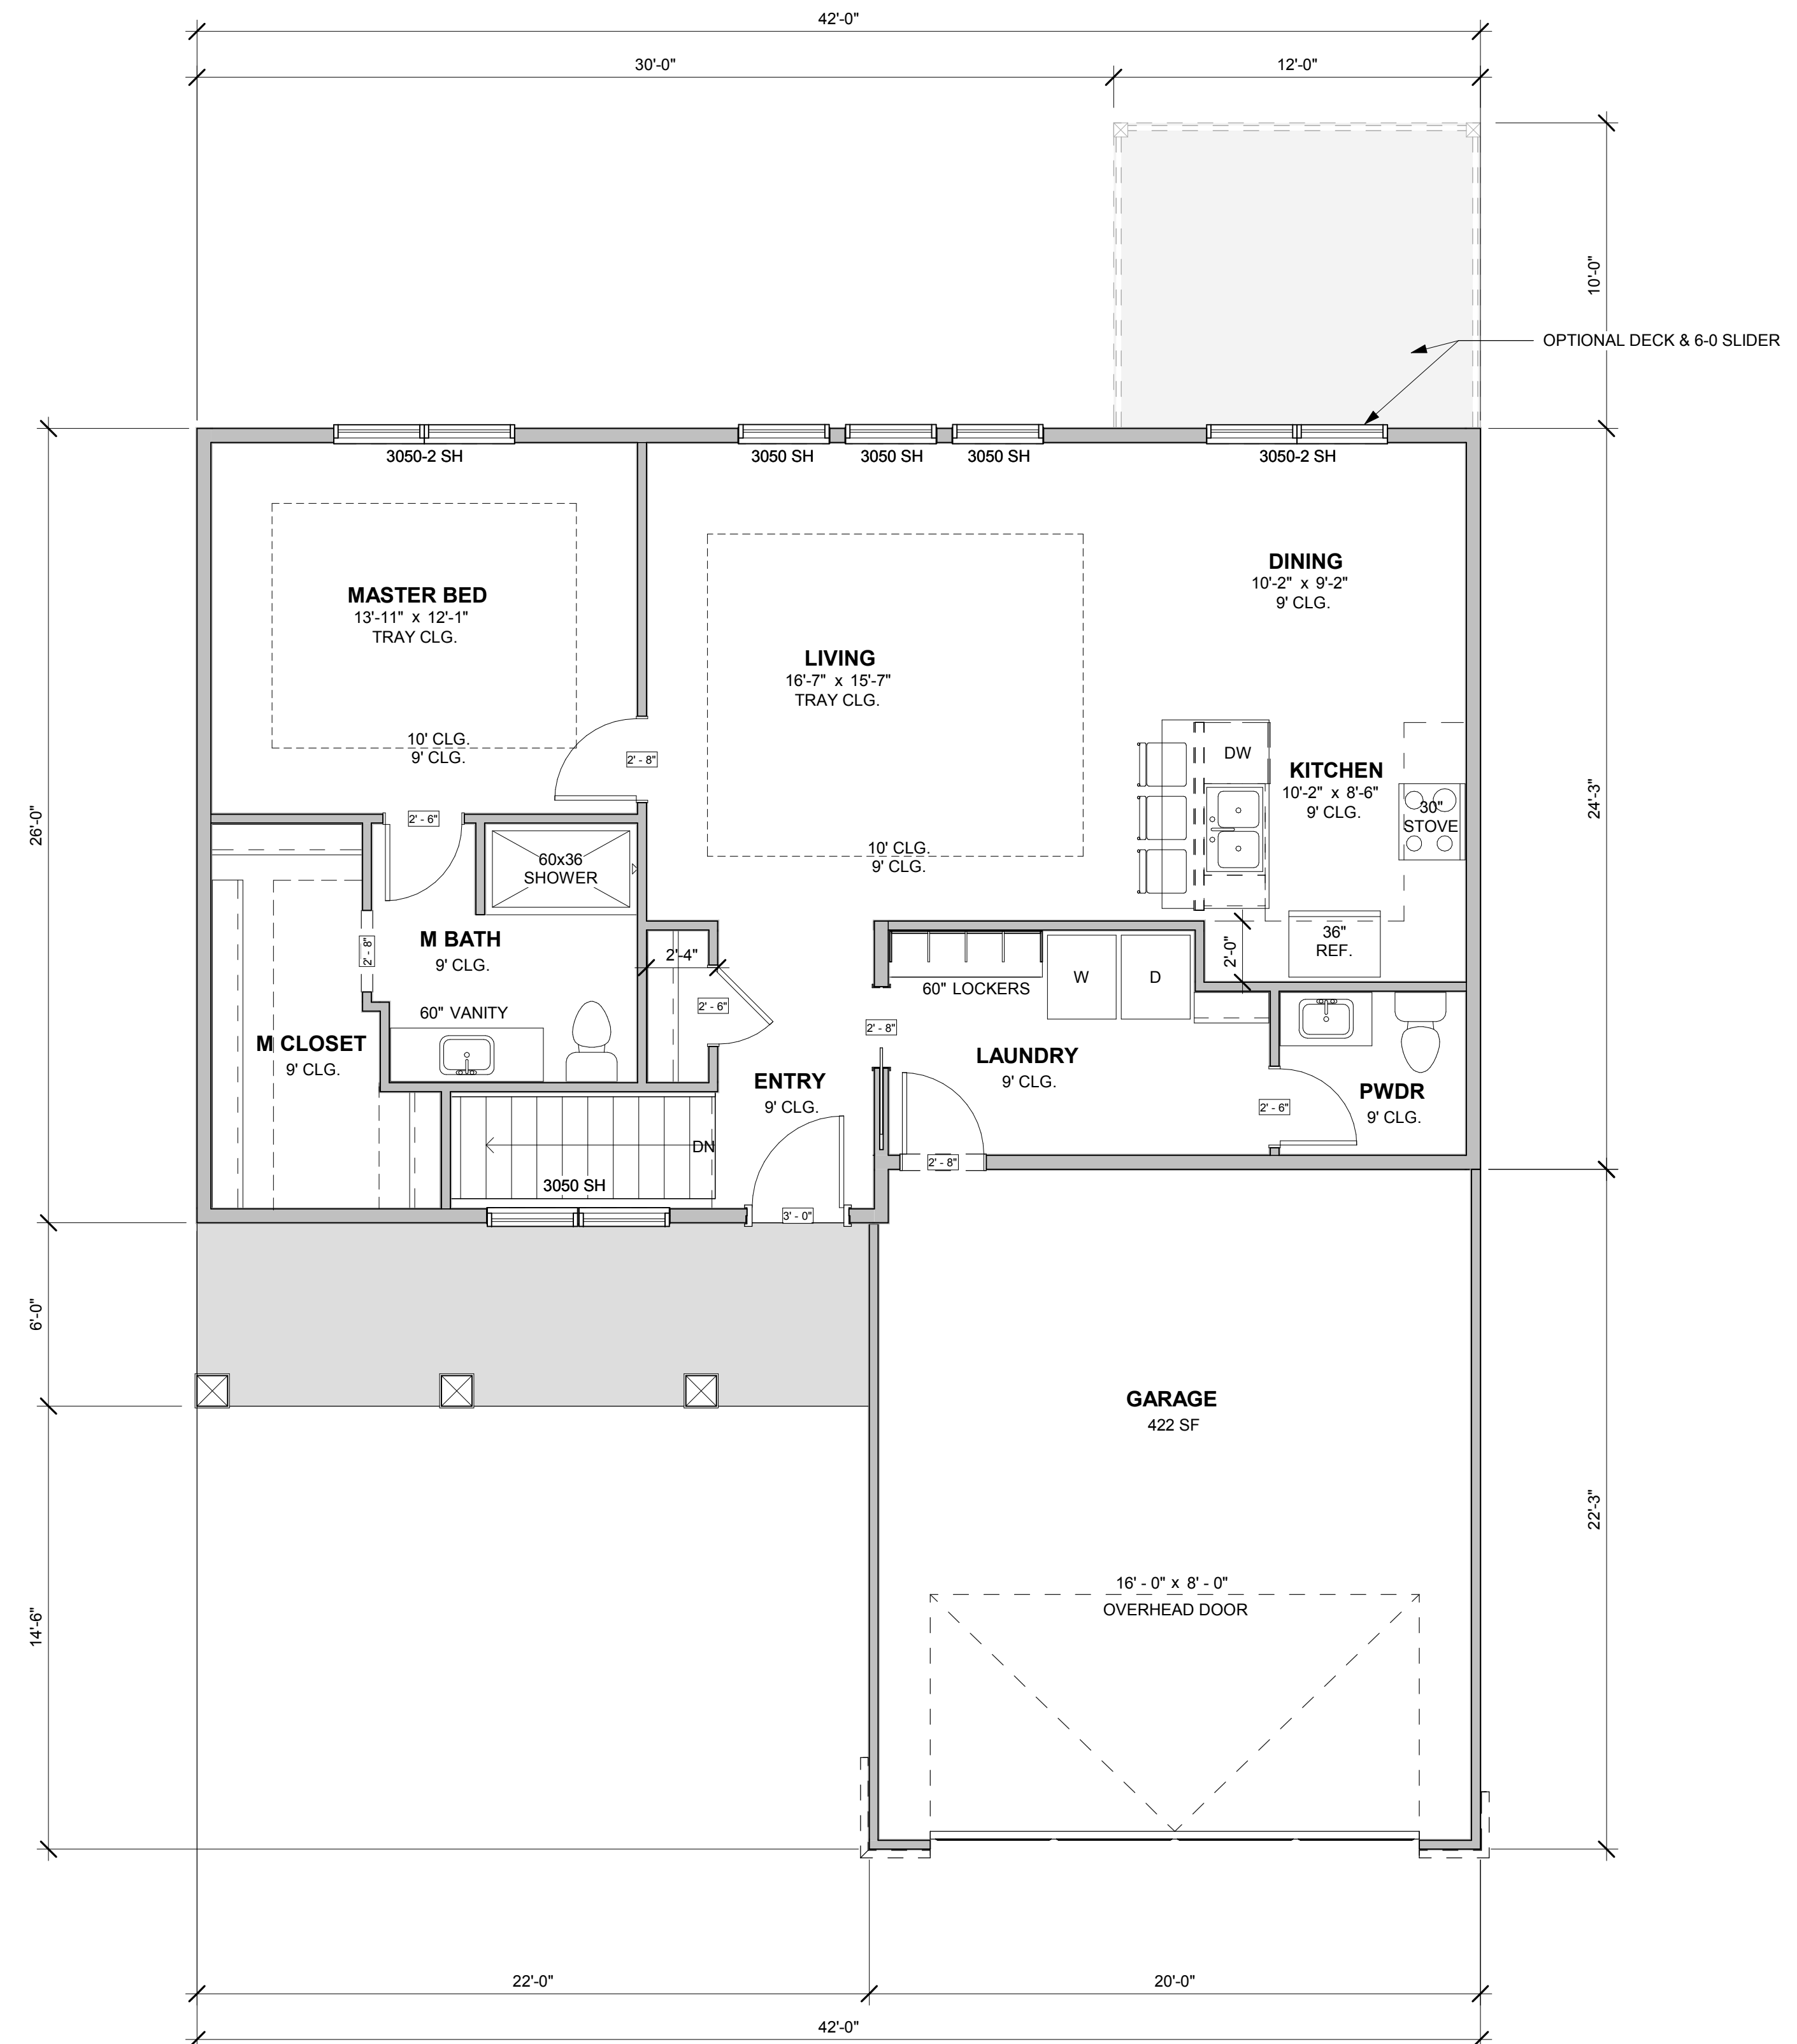 42'-0"
30'-0"
12'-0"
10'-0"
OPTIONAL DECK & 6-0 SLIDER
3050-2 SH
3050 SH
3050 SH
3050 SH
3050-2 SH
MASTER BED
13'-11" x 12'-1"
TRAY CLG.
10' CLG.
9' CLG.
2' - 8"
LIVING
16'-7" x 15'-7"
TRAY CLG.
10' CLG.
9' CLG.
DINING
10'-2" x 9'-2"
9' CLG.
DW
KITCHEN
10'-2" x 8'-6"
9' CLG.
30"
STOVE
26'-0"
24'-3"
2' - 6"
60x36
SHOWER
M BATH
9' CLG.
2' - 8"
60" VANITY
M CLOSET
9' CLG.
2'-4"
2' - 6"
ENTRY
9' CLG.
DN
3050 SH
3' - 0"
2' - 8"
60" LOCKERS
W
D
2'-0"
36"
REF.
LAUNDRY
9' CLG.
2' - 6"
PWDR
9' CLG.
2' - 8"
6'-0"
14'-6"
GARAGE
422 SF
22'-3"
16' - 0" x 8' - 0"
OVERHEAD DOOR
22'-0"
20'-0"
42'-0"